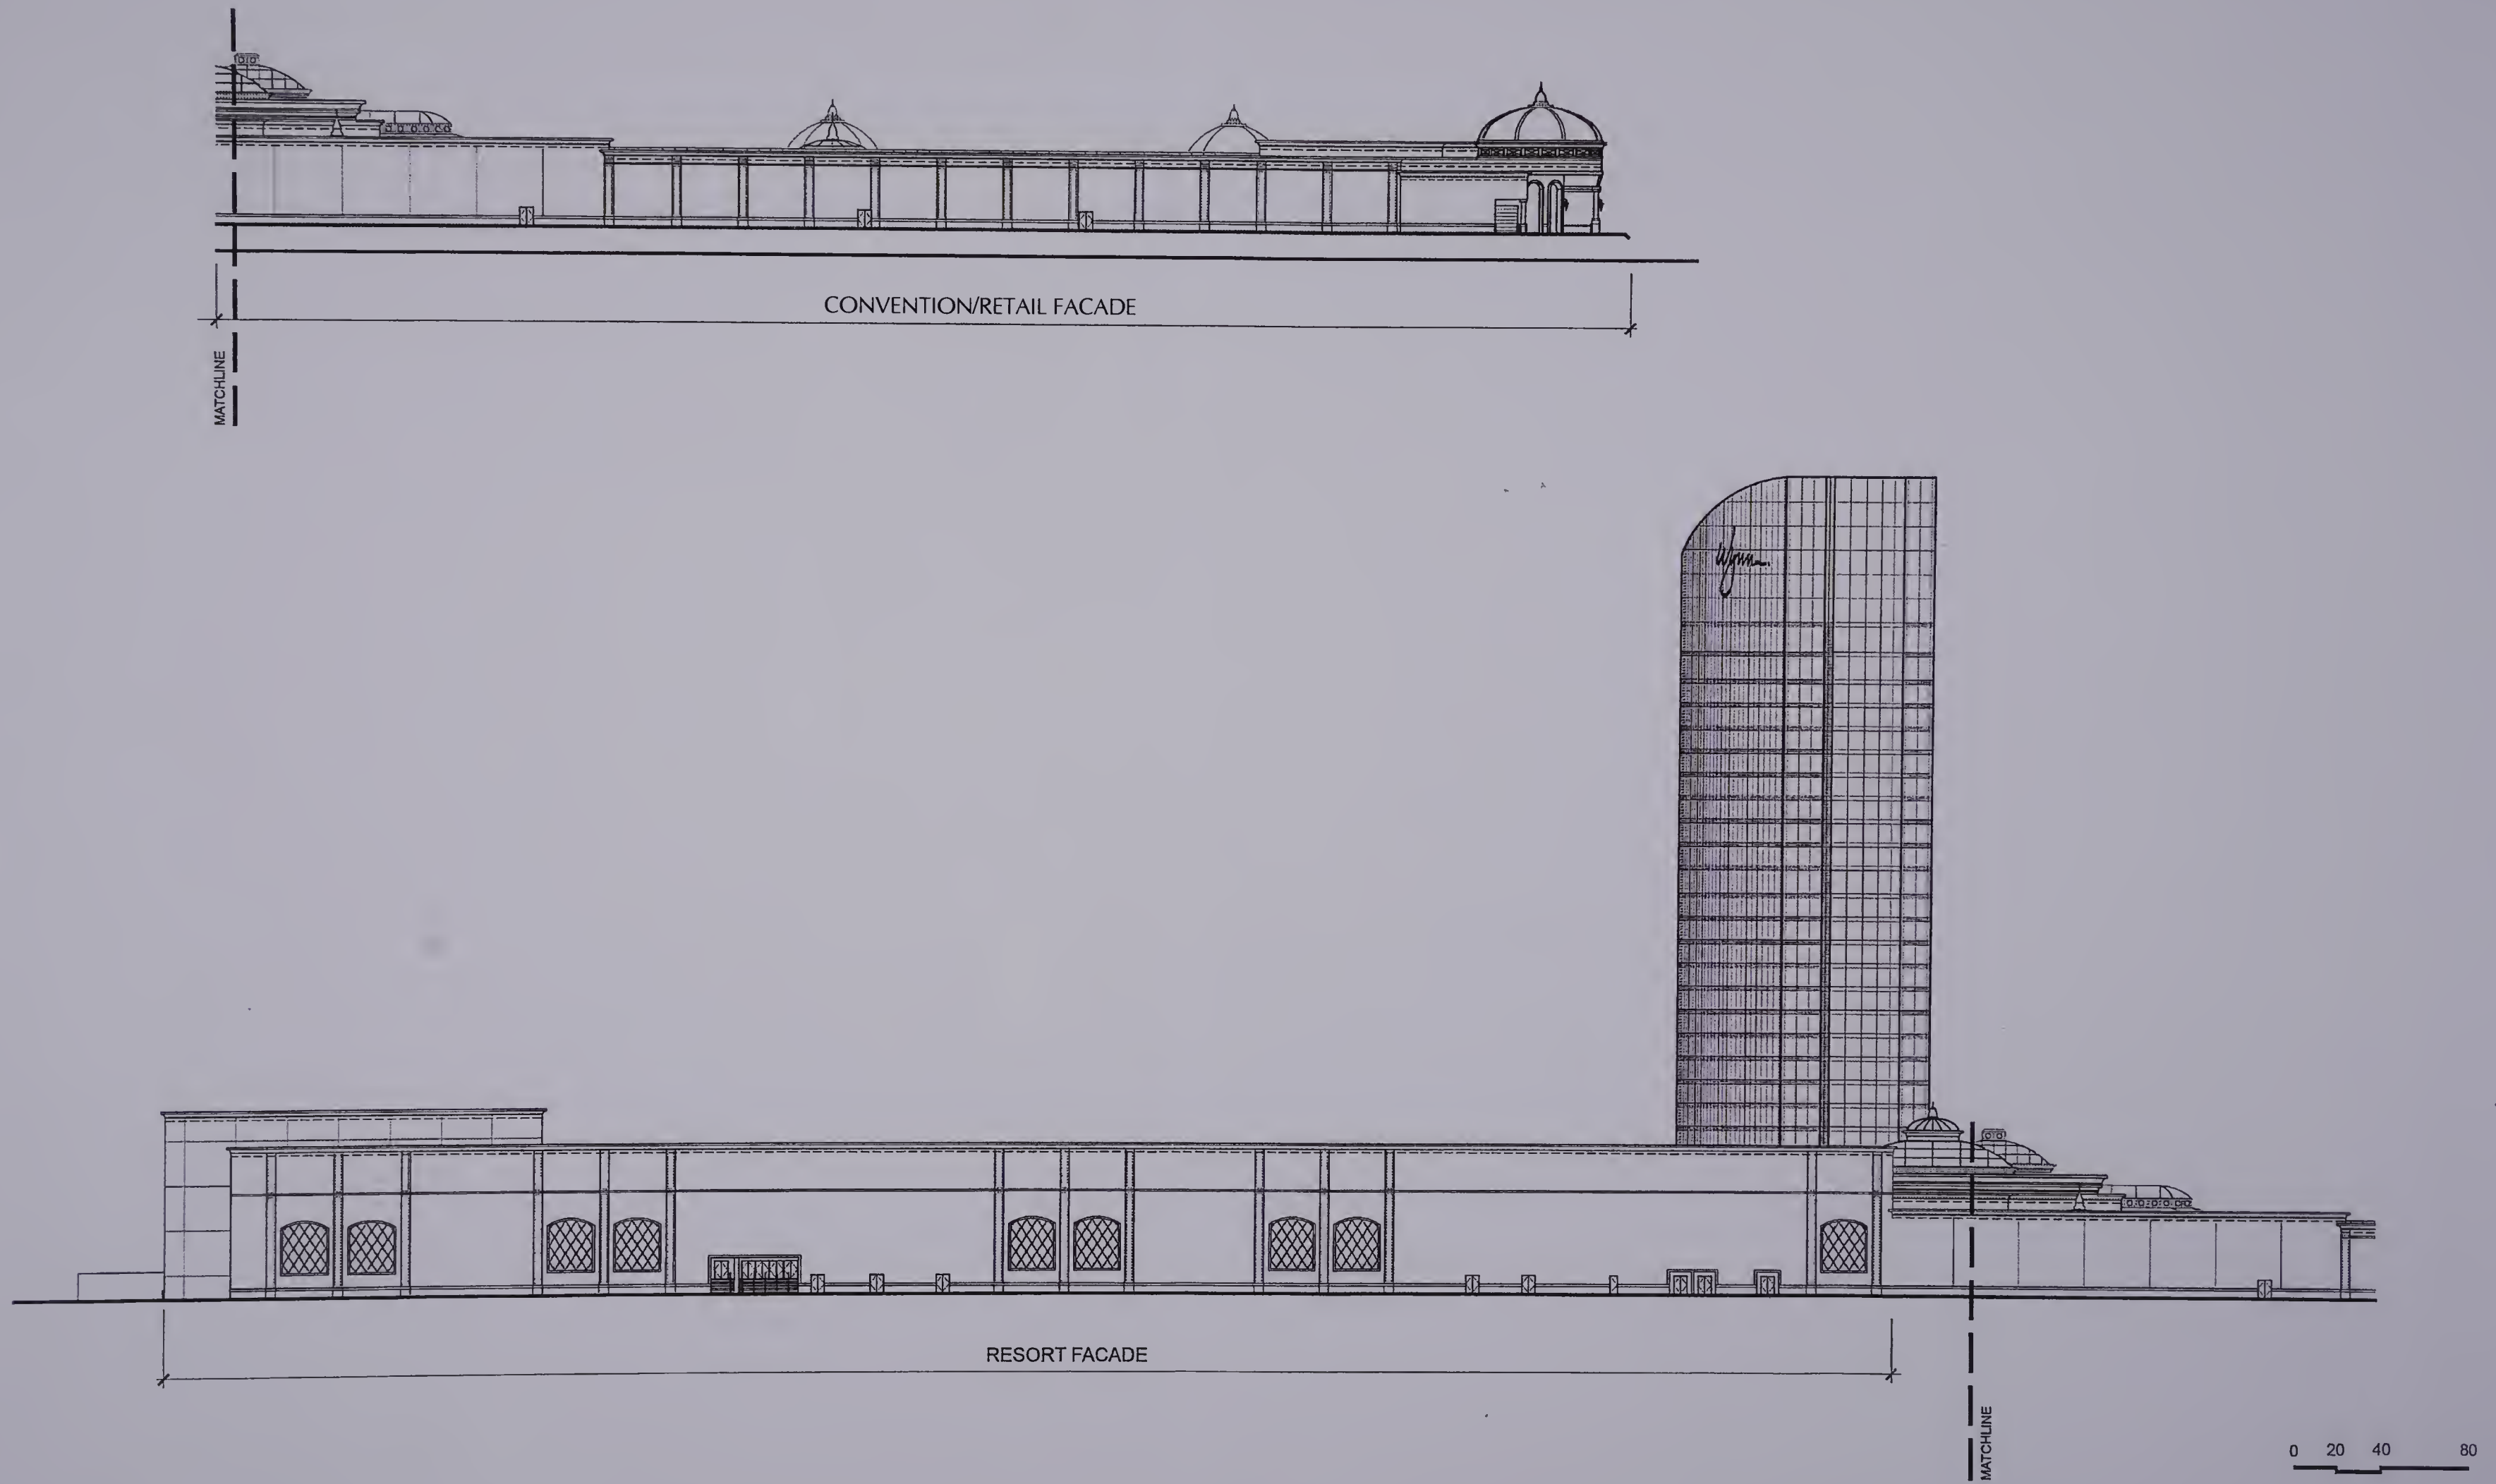 CONVENTION/RETAIL FACADE
MATCHLINE
Wynn.
RESORT FACADE
MATCHLINE
0 20 40 80